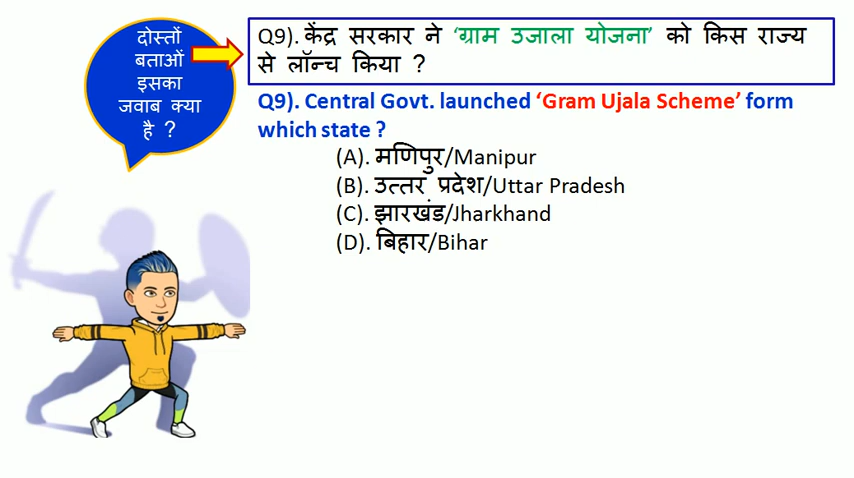 दोस्तों
बताओं
इसका
जवाब क्या
है ?
Q9). केंद्र सरकार ने ‘ग्राम उजाला योजना’ को किस राज्य
से लॉन्च किया ?
Q9). Central Govt. launched ‘Gram Ujala Scheme’ form
which state ?
(A). मणिपुर/Manipur
(B). उत्तर प्रदेश/Uttar Pradesh
(C). झारखंड/Jharkhand
(D). बिहार/Bihar